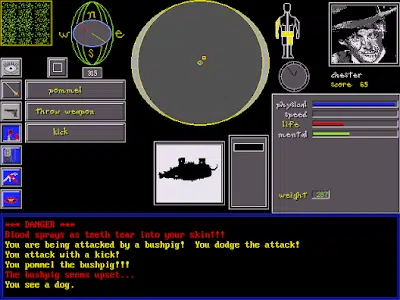 n
w e
s
315
pommel
throw weapon
kick
chester
score 65
physical
speed
life
mental
weight 267
*** DANGER ***
Blood sprays as teeth tear into your skin!!!
You are being attacked by a bushpig! You dodge the attack!
You attack with a kick!
You pommel the bushpig!!!
The bushpig seems upset...
You see a dog.